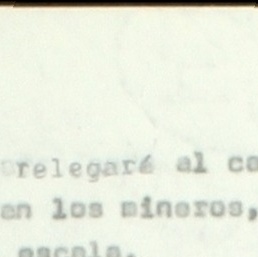 relegaré al co
en los mineros,
escala.